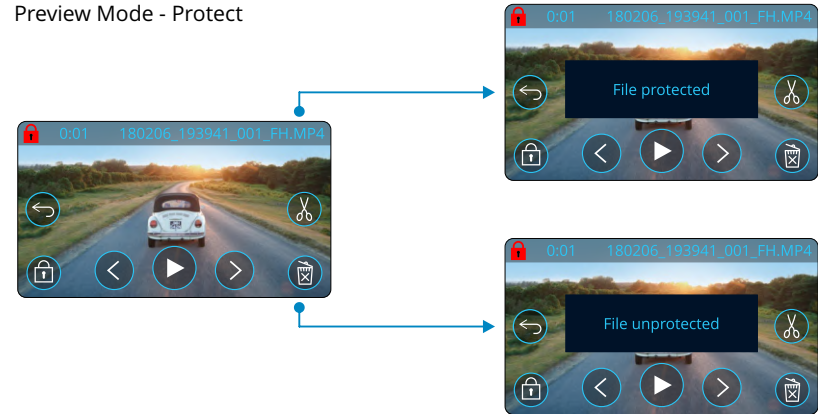 Preview Mode - Protect
0:01 180206_193941_001_FH.MP4
File protected
0:01 180206_193941_001_FH.MP4
0:01 180206_193941_001_FH.MP4
File unprotected